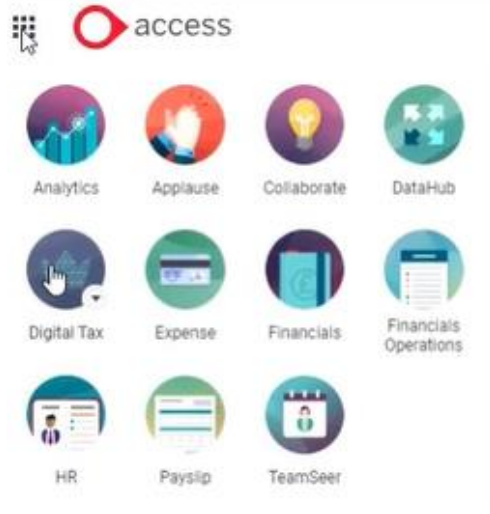 access
Analytics
Applause
Collaborate
DataHub
Digital Tax
Expense
Financials
Financials
Operations
HR
Payslip
TeamSeer